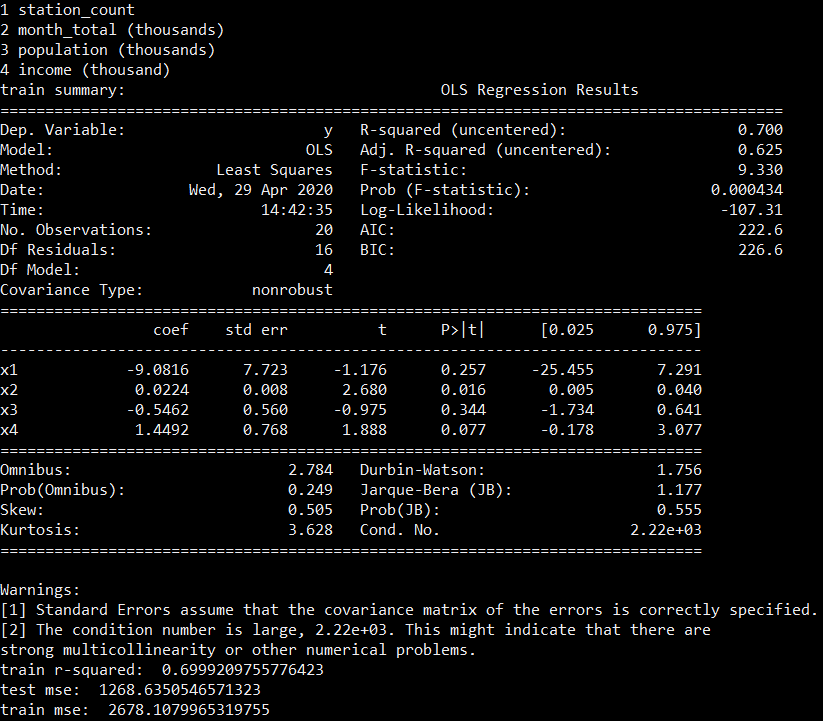 1 station_count
2 month_total (thousands)
3 population (thousands)
4 income (thousand)
train summary:                                   OLS Regression Results
=======================================================================================
Dep. Variable:                      y   R-squared (uncentered):                   0.700
Model:                            OLS   Adj. R-squared (uncentered):              0.625
Method:                 Least Squares   F-statistic:                              9.330
Date:                Wed, 29 Apr 2020   Prob (F-statistic):                    0.000434
Time:                        14:42:35   Log-Likelihood:                         -107.31
No. Observations:                  20   AIC:                                      222.6
Df Residuals:                      16   BIC:                                      226.6
Df Model:                           4
Covariance Type:            nonrobust
==============================================================================
                 coef    std err          t      P>|t|      [0.025      0.975]
------------------------------------------------------------------------------
x1            -9.0816      7.723     -1.176      0.257     -25.455       7.291
x2             0.0224      0.008      2.680      0.016       0.005       0.040
x3            -0.5462      0.560     -0.975      0.344      -1.734       0.641
x4             1.4492      0.768      1.888      0.077      -0.178       3.077
==============================================================================
Omnibus:                        2.784   Durbin-Watson:                   1.756
Prob(Omnibus):                  0.249   Jarque-Bera (JB):                1.177
Skew:                           0.505   Prob(JB):                        0.555
Kurtosis:                       3.628   Cond. No.                     2.22e+03
==============================================================================
Warnings:
[1] Standard Errors assume that the covariance matrix of the errors is correctly specified.
[2] The condition number is large, 2.22e+03. This might indicate that there are
strong multicollinearity or other numerical problems.
train r-squared:  0.6999209755776423
test mse:  1268.6350546571323
train mse:  2678.1079965319755